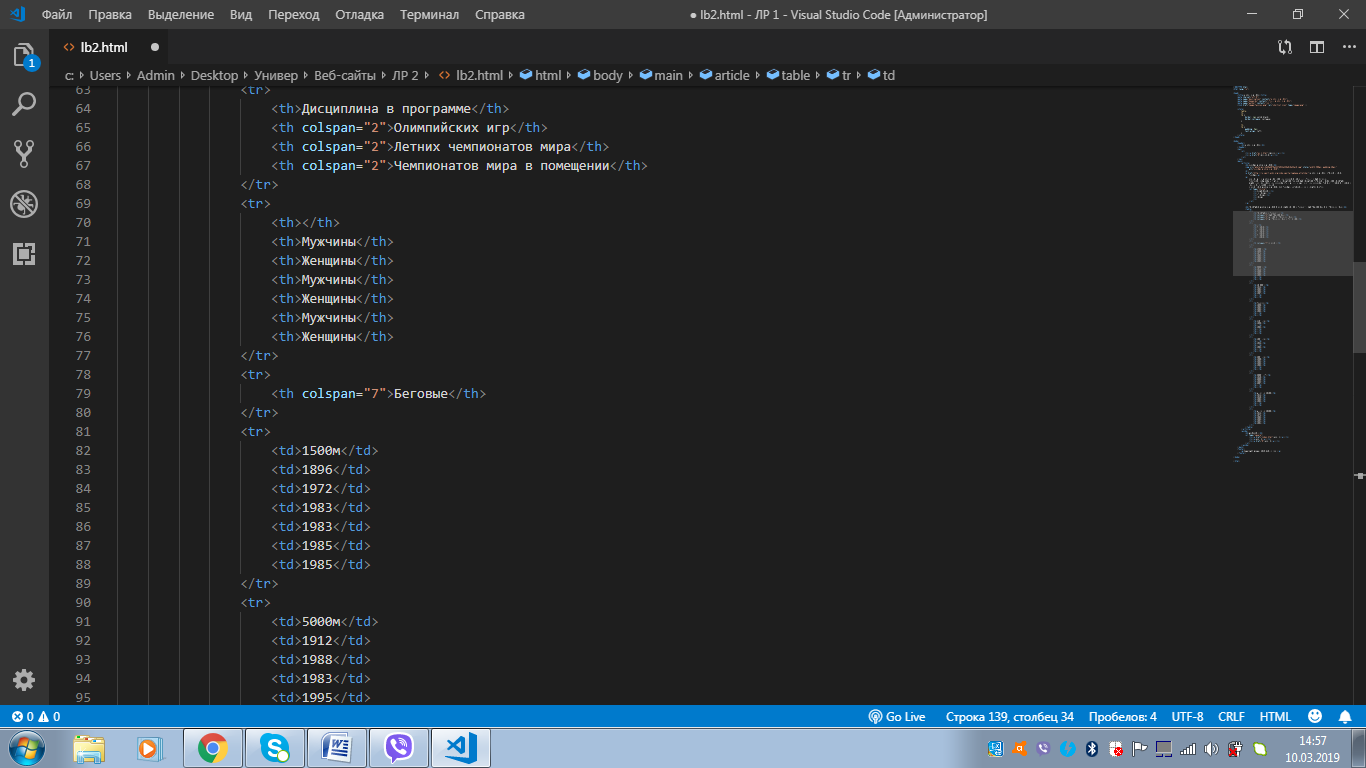 Файл Правка Выделение Вид Переход Отладка Терминал Справка ● lb2.html - ЛР 1 - Visual Studio Code [Администратор]
<> lb2.html ●
c: Users Admin Desktop Универ Веб-сайты ЛР 2 <> lb2.html html body main article table tr td
63 <tr>
64 <th>Дисциплина в программе</th>
65 <th colspan="2">Олимпийских игр</th>
66 <th colspan="2">Летних чемпионатов мира</th>
67 <th colspan="2">Чемпионатов мира в помещении</th>
68 </tr>
69 <tr>
70 <th></th>
71 <th>Мужчины</th>
72 <th>Женщины</th>
73 <th>Мужчины</th>
74 <th>Женщины</th>
75 <th>Мужчины</th>
76 <th>Женщины</th>
77 </tr>
78 <tr>
79 <th colspan="7">Беговые</th>
80 </tr>
81 <tr>
82 <td>1500м</td>
83 <td>1896</td>
84 <td>1972</td>
85 <td>1983</td>
86 <td>1983</td>
87 <td>1985</td>
88 <td>1985</td>
89 </tr>
90 <tr>
91 <td>5000м</td>
92 <td>1912</td>
93 <td>1988</td>
94 <td>1983</td>
95 <td>1995</td>
1
0 0 Go Live Строка 139, столбец 34 Пробелов: 4 UTF-8 CRLF HTML
14:57
10.03.2019